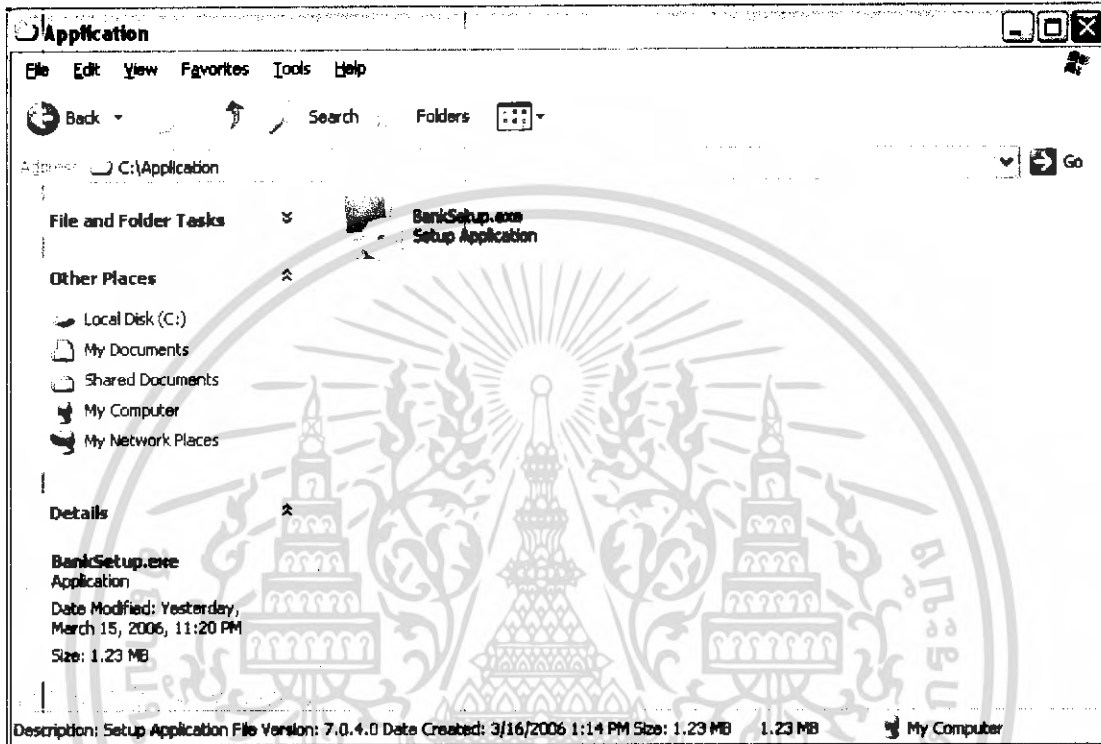 Application
File Edit View Favorites Tools Help
Back Search Folders
Address C:\Application Go
File and Folder Tasks
BankSetup.exe
Setup Application
Other Places
Local Disk (C:)
My Documents
Shared Documents
My Computer
My Network Places
Details
BankSetup.exe
Application
Date Modified: Yesterday,
March 15, 2006, 11:20 PM
Size: 1.23 MB
Description: Setup Application File Version: 7.0.4.0 Date Created: 3/16/2006 1:14 PM Size: 1.23 MB 1.23 MB My Computer